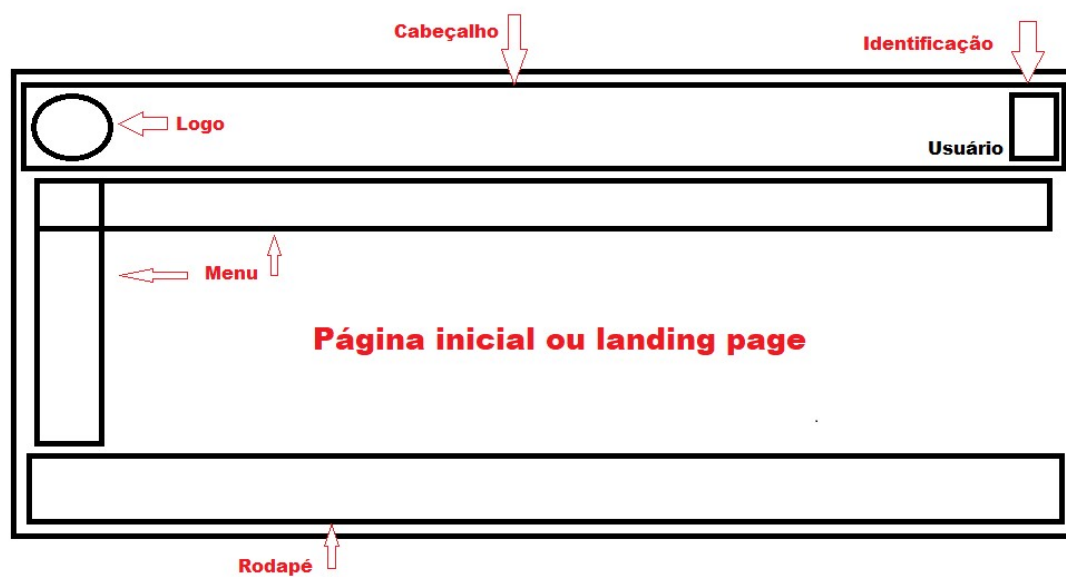 Cabeçalho
Identificação
Logo
Usuário
Menu
Página inicial ou landing page
Rodapé